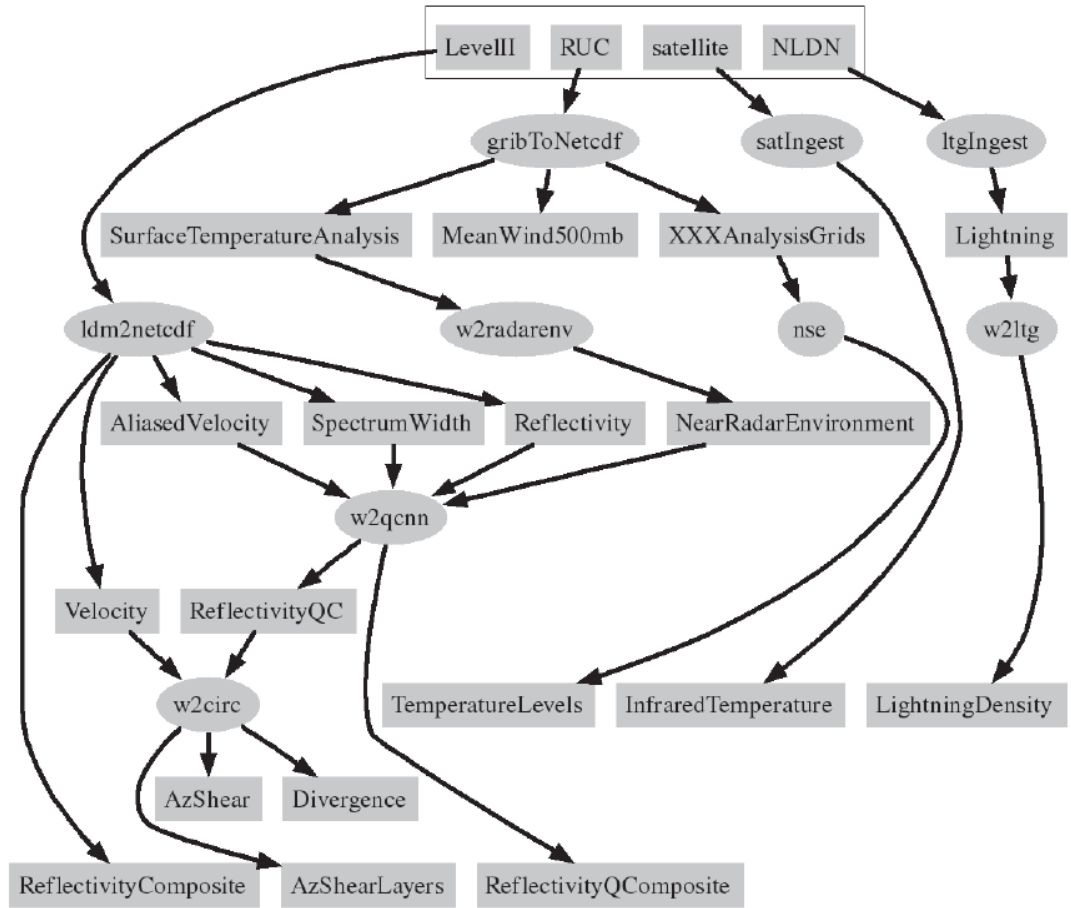 LevelII
RUC
satellite
NLDN
gribToNetcdf
satIngest
ltgIngest
SurfaceTemperatureAnalysis
MeanWind500mb
XXXAnalysisGrids
Lightning
ldm2netcdf
w2radarenv
nse
w2ltg
AliasedVelocity
SpectrumWidth
Reflectivity
NearRadarEnvironment
w2qcnn
Velocity
ReflectivityQC
w2circ
TemperatureLevels
InfraredTemperature
LightningDensity
AzShear
Divergence
ReflectivityComposite
AzShearLayers
ReflectivityQComposite